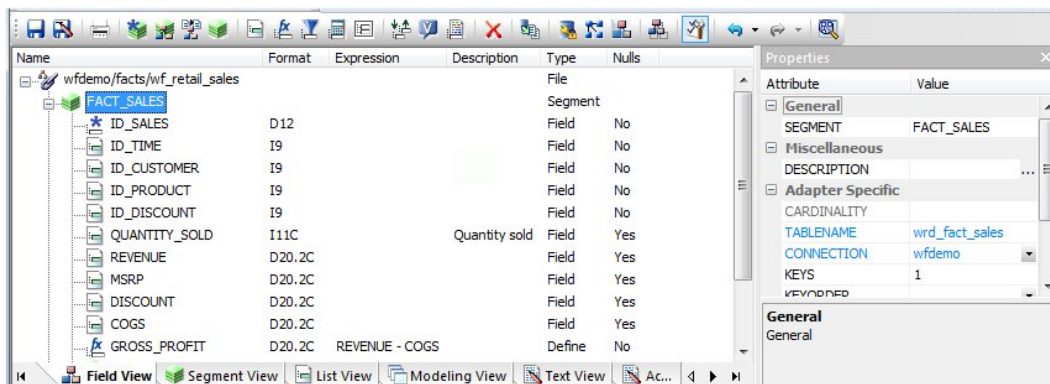 Name Format Expression Description Type Nulls
wfdemo/facts/wf_retail_sales File
FACT_SALES Segment
ID_SALES D12 Field No
ID_TIME I9 Field No
ID_CUSTOMER I9 Field No
ID_PRODUCT I9 Field No
ID_DISCOUNT I9 Field No
QUANTITY_SOLD I11C Quantity sold Field Yes
REVENUE D20.2C Field Yes
MSRP D20.2C Field Yes
DISCOUNT D20.2C Field Yes
COGS D20.2C Field Yes
GROSS_PROFIT D20.2C REVENUE - COGS Define No
Field View Segment View List View Modeling View Text View Ac...
Properties
Attribute Value
General
SEGMENT FACT_SALES
Miscellaneous
DESCRIPTION ...
Adapter Specific
CARDINALITY
TABLENAME wrd_fact_sales
CONNECTION wfdemo
KEYS 1
KEYORDER
General
General